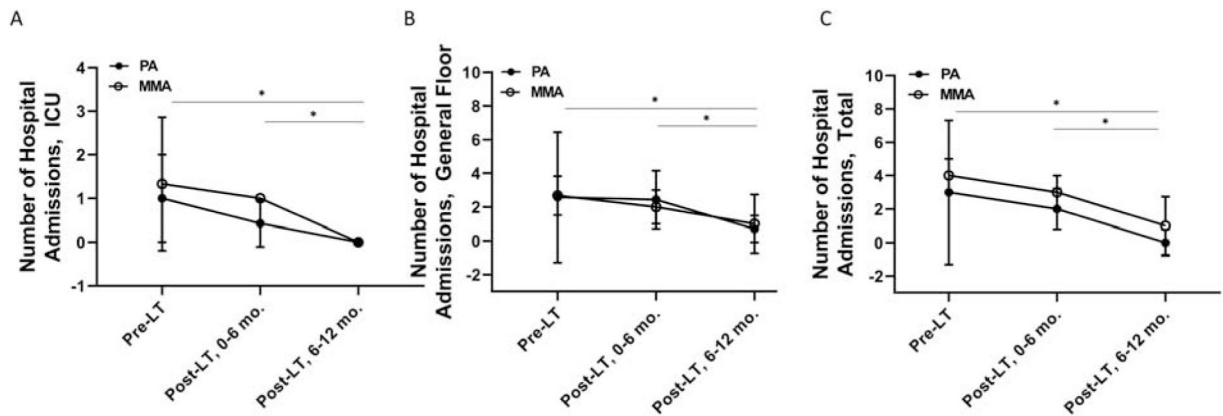 A
PA
MMA
Number of Hospital
Admissions, ICU
4
3
2
1
0
-1
*
*
Pre-LT
Post-LT, 0-6 mo.
Post-LT, 6-12 mo.
B
PA
MMA
Number of Hospital
Admissions, General Floor
10
8
6
4
2
0
-2
*
*
Pre-LT
Post-LT, 0-6 mo.
Post-LT, 6-12 mo.
C
PA
MMA
Number of Hospital
Admissions, Total
10
8
6
4
2
0
-2
*
*
Pre-LT
Post-LT, 0-6 mo.
Post-LT, 6-12 mo.